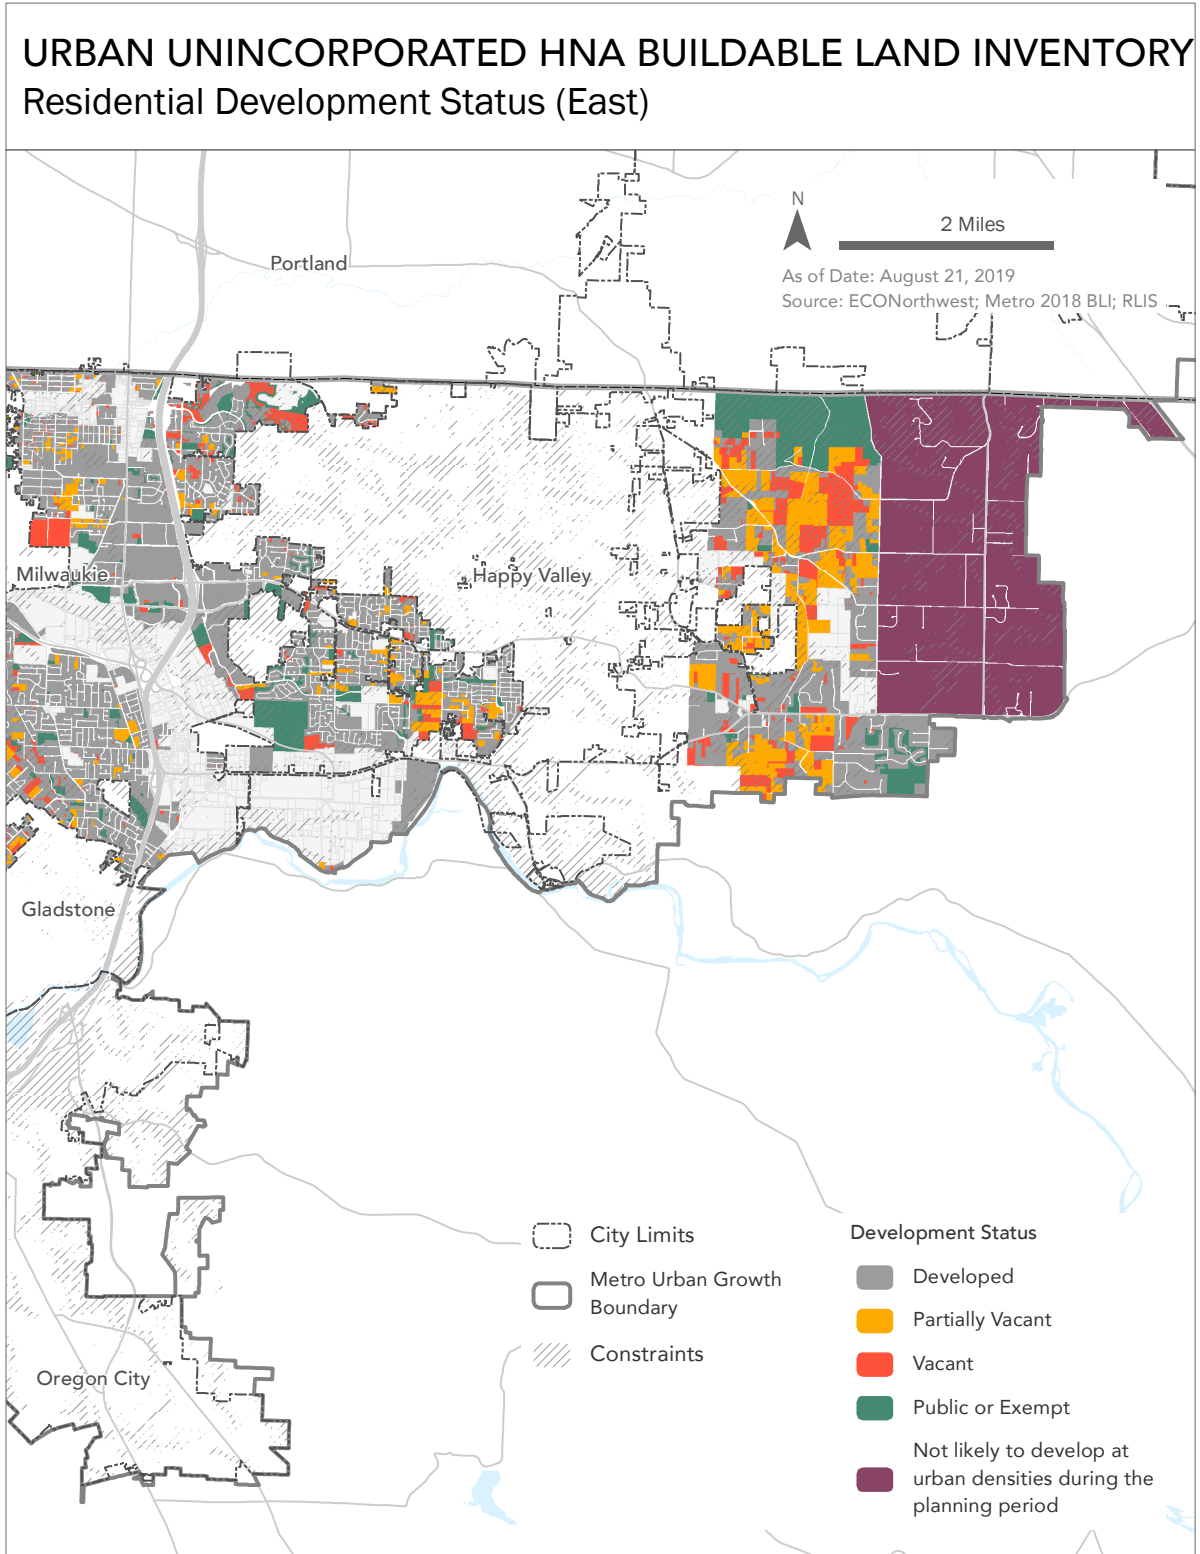 URBAN UNINCORPORATED HNA BUILDABLE LAND INVENTORY
Residential Development Status (East)
N
2 Miles
As of Date: August 21, 2019
Source: ECONorthwest; Metro 2018 BLI; RLIS
Portland
Milwaukie
Happy Valley
Gladstone
Oregon City
City Limits
Metro Urban Growth
Boundary
Constraints
Development Status
Developed
Partially Vacant
Vacant
Public or Exempt
Not likely to develop at
urban densities during the
planning period